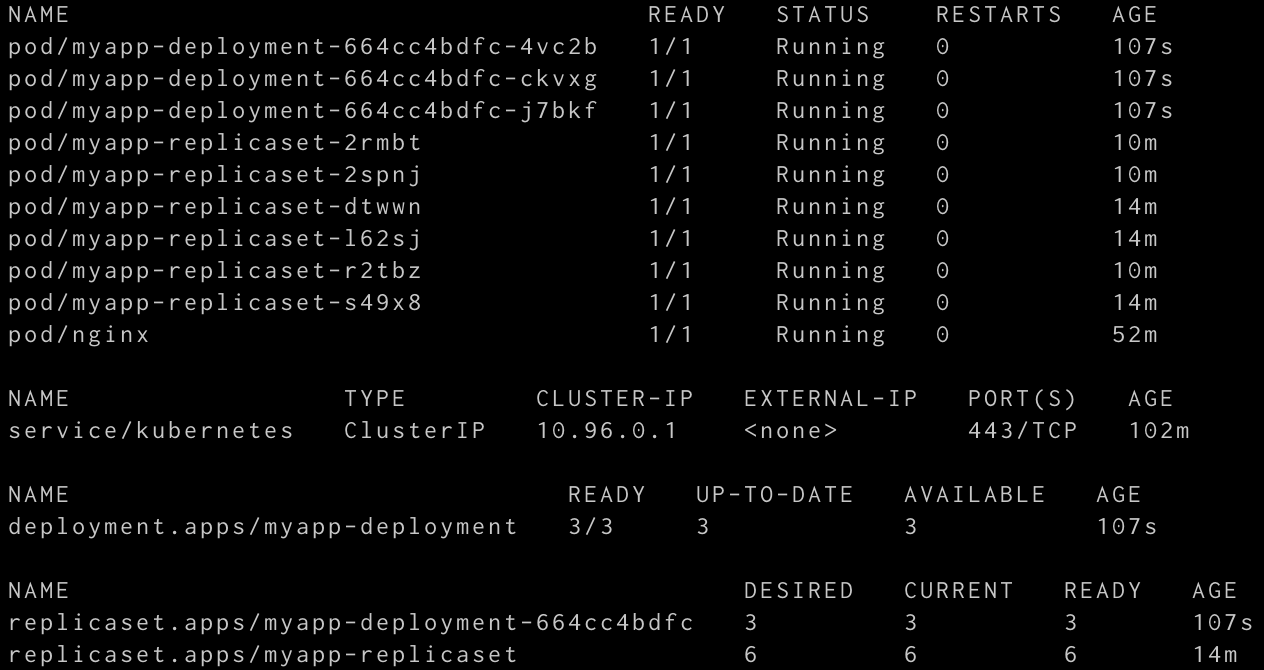 NAME READY STATUS RESTARTS AGE
pod/myapp-deployment-664cc4bdfc-4vc2b 1/1 Running 0 107s
pod/myapp-deployment-664cc4bdfc-ckvxg 1/1 Running 0 107s
pod/myapp-deployment-664cc4bdfc-j7bkf 1/1 Running 0 107s
pod/myapp-replicaset-2rmbt 1/1 Running 0 10m
pod/myapp-replicaset-2spnj 1/1 Running 0 10m
pod/myapp-replicaset-dtwwn 1/1 Running 0 14m
pod/myapp-replicaset-l62sj 1/1 Running 0 14m
pod/myapp-replicaset-r2tbz 1/1 Running 0 10m
pod/myapp-replicaset-s49x8 1/1 Running 0 14m
pod/nginx 1/1 Running 0 52m
NAME TYPE CLUSTER-IP EXTERNAL-IP PORT(S) AGE
service/kubernetes ClusterIP 10.96.0.1 <none> 443/TCP 102m
NAME READY UP-TO-DATE AVAILABLE AGE
deployment.apps/myapp-deployment 3/3 3 3 107s
NAME DESIRED CURRENT READY AGE
replicaset.apps/myapp-deployment-664cc4bdfc 3 3 3 107s
replicaset.apps/myapp-replicaset 6 6 6 14m